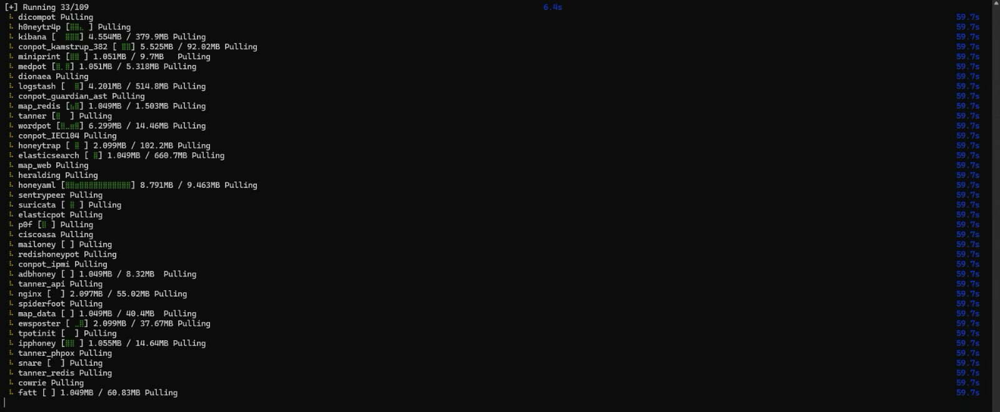 [+] Running 33/109 6.4s
dicompot Pulling 59.7s
h0neytr4p [⣿⣿⣄ ] Pulling 59.7s
kibana [ ⣿⣿⣿] 4.554MB / 379.9MB Pulling 59.7s
conpot_kamstrup_382 [ ⣿⣿] 5.525MB / 92.02MB Pulling 59.7s
miniprint [⣿⣿ ] 1.051MB / 9.7MB Pulling 59.7s
medpot [⣿⡀⣿] 1.051MB / 5.318MB Pulling 59.7s
dionaea Pulling 59.7s
logstash [ ⣿] 4.201MB / 514.8MB Pulling 59.7s
conpot_guardian_ast Pulling 59.7s
map_redis [⣦⣿] 1.049MB / 1.503MB Pulling 59.7s
tanner [⣿ ] Pulling 59.7s
wordpot [⣿⣀⣶⣿] 6.299MB / 14.46MB Pulling 59.7s
conpot_IEC104 Pulling 59.7s
honeytrap [ ⣿ ] 2.099MB / 102.2MB Pulling 59.7s
elasticsearch [ ⣿] 1.049MB / 660.7MB Pulling 59.7s
map_web Pulling 59.7s
heralding Pulling 59.7s
honeyaml [⣿⣿⣶⣿⣿⣿⣿⣿⣿⣿⣿⣿⣿⣿] 8.791MB / 9.463MB Pulling 59.7s
sentrypeer Pulling 59.7s
suricata [ ⣿ ] Pulling 59.7s
elasticpot Pulling 59.7s
p0f [⣿ ] Pulling 59.7s
ciscoasa Pulling 59.7s
mailoney [ ] Pulling 59.7s
redishoneypot Pulling 59.7s
conpot_ipmi Pulling 59.7s
adbhoney [ ] 1.049MB / 8.32MB Pulling 59.7s
tanner_api Pulling 59.7s
nginx [ ] 2.097MB / 55.02MB Pulling 59.7s
spiderfoot Pulling 59.7s
map_data [ ] 1.049MB / 40.4MB Pulling 59.7s
ewsposter [ ⣀⣿] 2.099MB / 37.67MB Pulling 59.7s
tpotinit [ ] Pulling 59.7s
ipphoney [⣿⣿ ] 1.055MB / 14.64MB Pulling 59.7s
tanner_phpox Pulling 59.7s
snare [ ] Pulling 59.7s
tanner_redis Pulling 59.7s
cowrie Pulling 59.7s
fatt [ ] 1.049MB / 60.83MB Pulling 59.7s